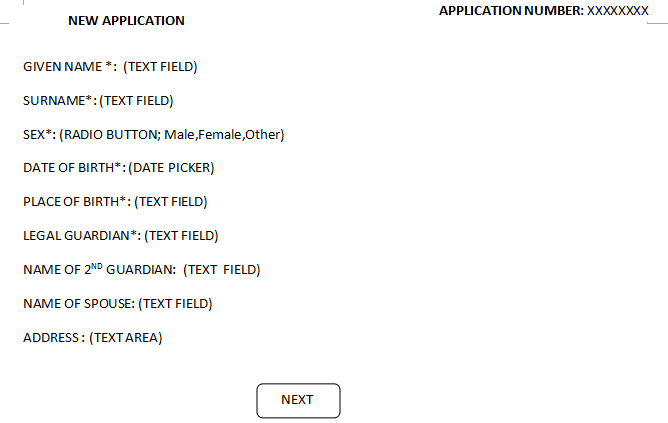 APPLICATION NUMBER: XXXXXXXX
NEW APPLICATION
GIVEN NAME *: (TEXT FIELD)
SURNAME*: (TEXT FIELD)
SEX*: (RADIO BUTTON; Male,Female,Other)
DATE OF BIRTH*: (DATE PICKER)
PLACE OF BIRTH*: (TEXT FIELD)
LEGAL GUARDIAN*: (TEXT FIELD)
NAME OF 2ND GUARDIAN: (TEXT FIELD)
NAME OF SPOUSE: (TEXT FIELD)
ADDRESS : (TEXT AREA)
NEXT